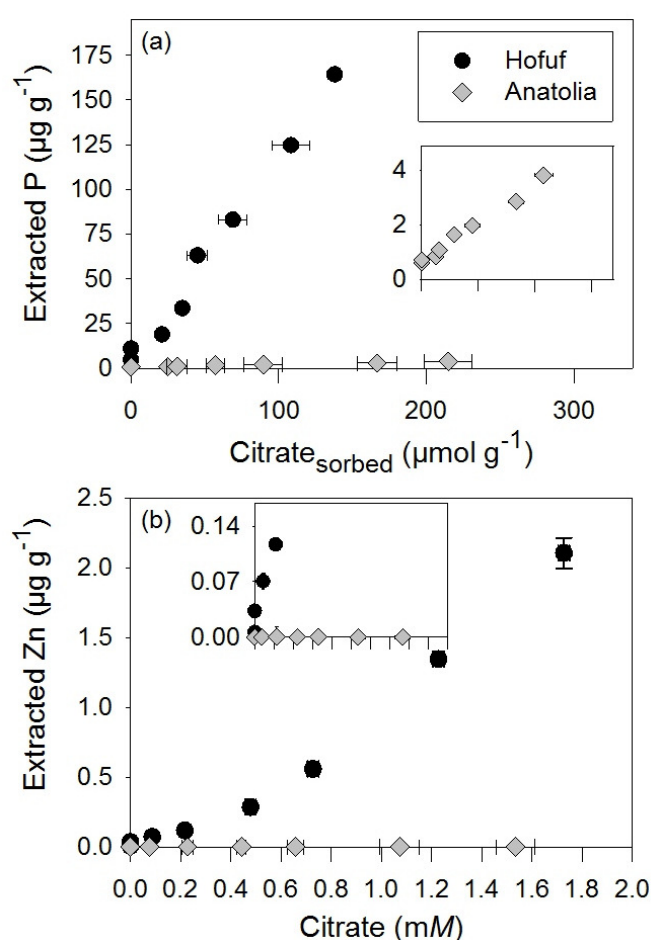 (a)
Hofuf
Anatolia
175
150
125
100
75
50
25
0
Extracted P (µg g⁻¹)
4
2
0
0 100 200 300
Citrate_sorbed (µmol g⁻¹)
(b)
2.5
2.0
1.5
1.0
0.5
0.0
Extracted Zn (µg g⁻¹)
0.14
0.07
0.00
0.0 0.2 0.4 0.6 0.8 1.0 1.2 1.4 1.6 1.8 2.0
Citrate (mM)